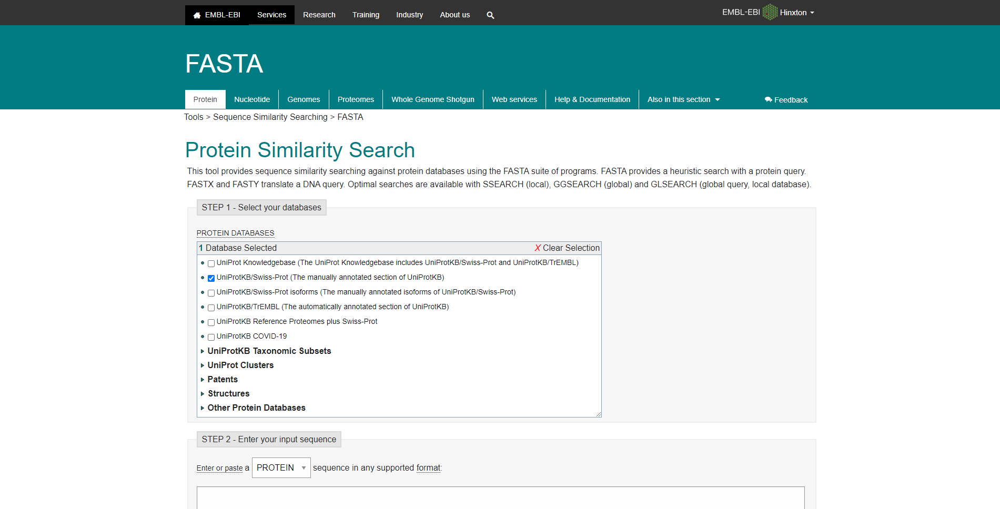 EMBL-EBI Services Research Training Industry About us EMBL-EBI Hinxton
FASTA
Protein Nucleotide Genomes Proteomes Whole Genome Shotgun Web services Help & Documentation Also in this section Feedback
Tools > Sequence Similarity Searching > FASTA
Protein Similarity Search
This tool provides sequence similarity searching against protein databases using the FASTA suite of programs. FASTA provides a heuristic search with a protein query.
FASTX and FASTY translate a DNA query. Optimal searches are available with SSEARCH (local), GGSEARCH (global) and GLSEARCH (global query, local database).
STEP 1 - Select your databases
PROTEIN DATABASES
1 Database Selected X Clear Selection
UniProt Knowledgebase (The UniProt Knowledgebase includes UniProtKB/Swiss-Prot and UniProtKB/TrEMBL)
UniProtKB/Swiss-Prot (The manually annotated section of UniProtKB)
UniProtKB/Swiss-Prot isoforms (The manually annotated isoforms of UniProtKB/Swiss-Prot)
UniProtKB/TrEMBL (The automatically annotated section of UniProtKB)
UniProtKB Reference Proteomes plus Swiss-Prot
UniProtKB COVID-19
UniProtKB Taxonomic Subsets
UniProt Clusters
Patents
Structures
Other Protein Databases
STEP 2 - Enter your input sequence
Enter or paste a PROTEIN sequence in any supported format: